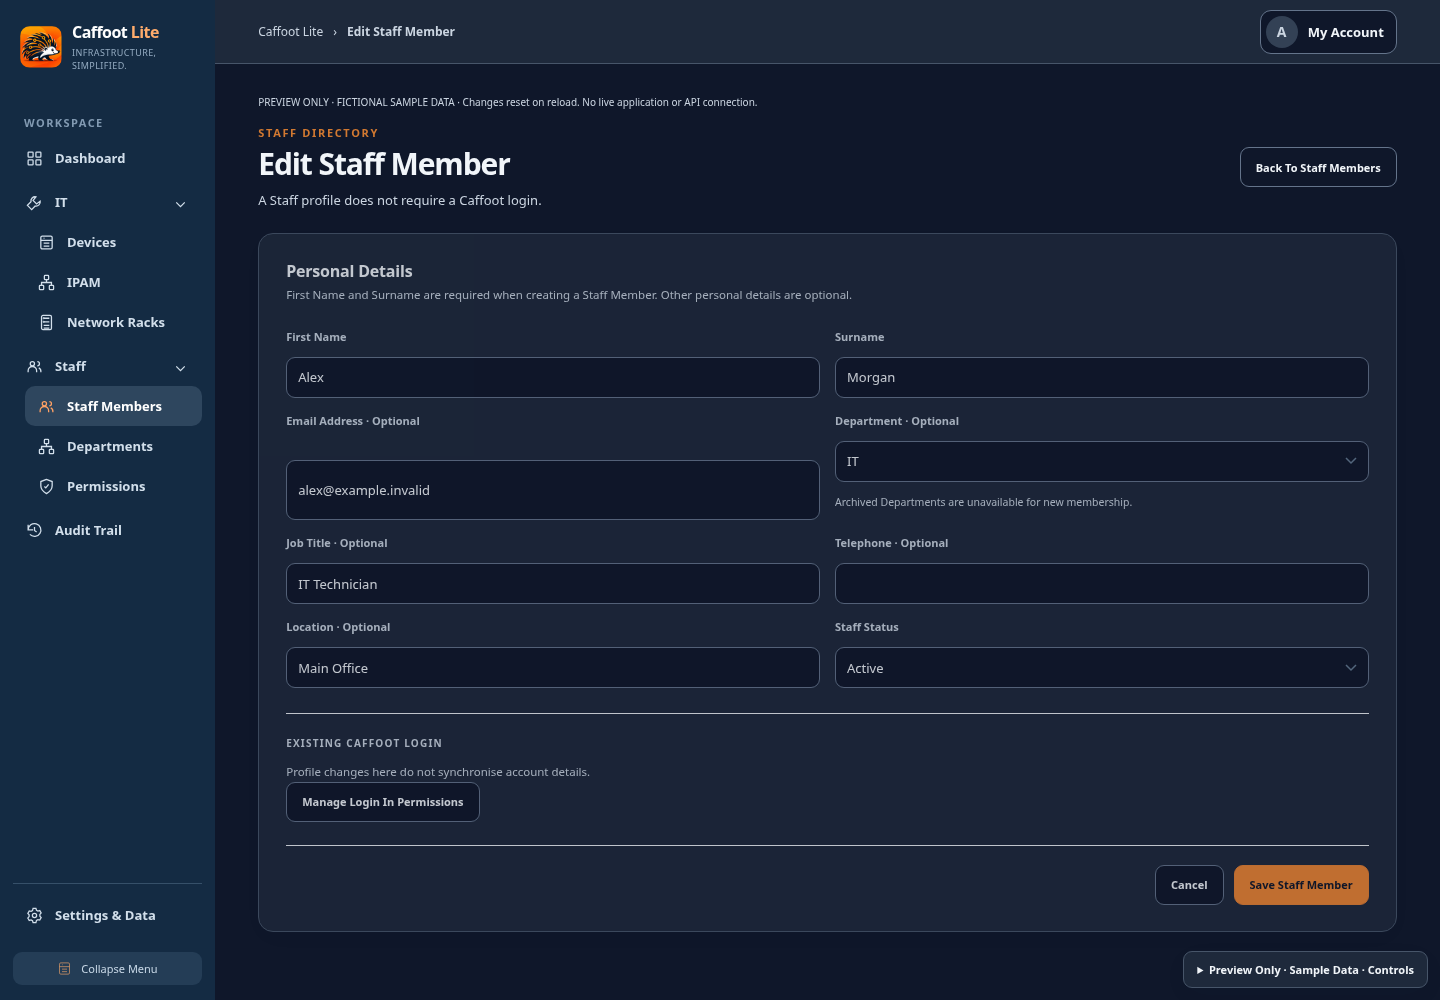 Caffoot Lite
INFRASTRUCTURE,
SIMPLIFIED.
WORKSPACE
Dashboard
IT
Devices
IPAM
Network Racks
Staff
Staff Members
Departments
Permissions
Audit Trail
Settings & Data
Collapse Menu
Caffoot Lite › Edit Staff Member
A My Account
PREVIEW ONLY · FICTIONAL SAMPLE DATA · Changes reset on reload. No live application or API connection.
STAFF DIRECTORY
Edit Staff Member
Back To Staff Members
A Staff profile does not require a Caffoot login.
Personal Details
First Name and Surname are required when creating a Staff Member. Other personal details are optional.
First Name
Surname
Alex
Morgan
Email Address · Optional
Department · Optional
alex@example.invalid
IT
Archived Departments are unavailable for new membership.
Job Title · Optional
Telephone · Optional
IT Technician
Location · Optional
Staff Status
Main Office
Active
EXISTING CAFFOOT LOGIN
Profile changes here do not synchronise account details.
Manage Login In Permissions
Cancel
Save Staff Member
Preview Only · Sample Data · Controls